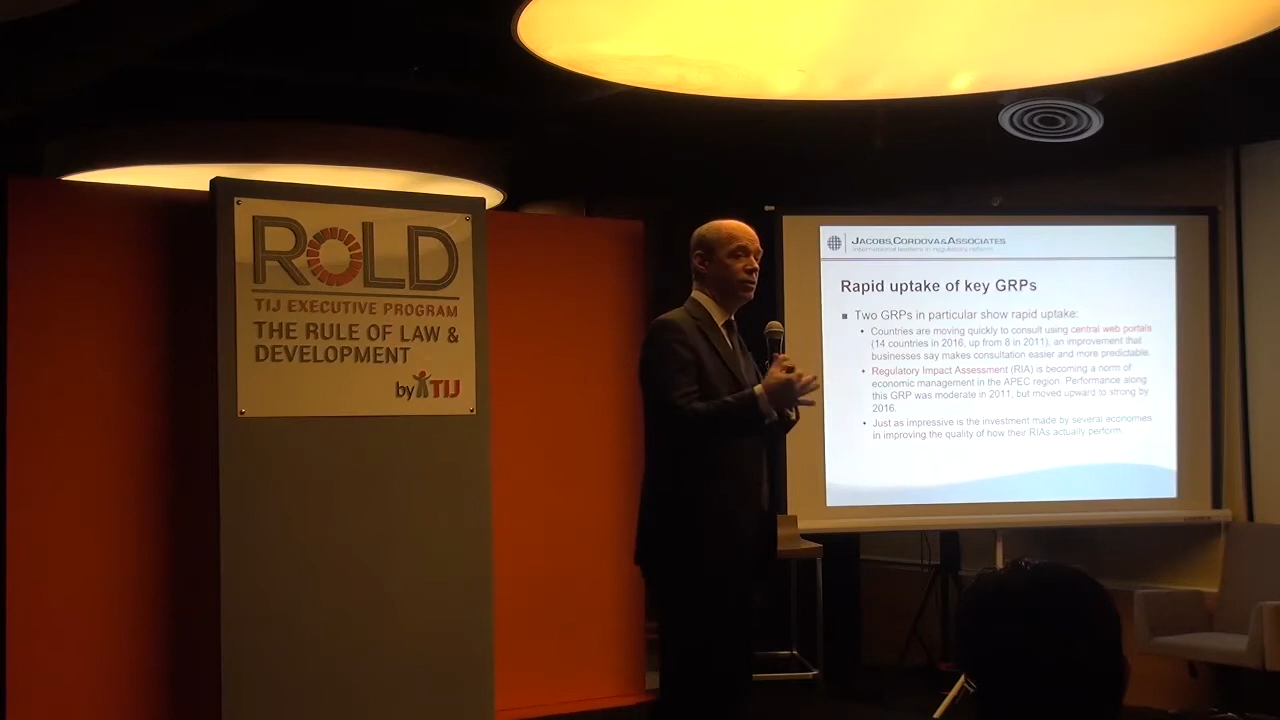 ROLD
TIJ EXECUTIVE PROGRAM
THE RULE OF LAW &
DEVELOPMENT
by TIJ
JACOBS, CORDOVA & ASSOCIATES
international leaders in regulatory reform
Rapid uptake of key GRPs
Two GRPs in particular show rapid uptake:
• Countries are moving quickly to consult using central web portals
(14 countries in 2016, up from 8 in 2011), an improvement that
businesses say makes consultation easier and more predictable.
• Regulatory Impact Assessment (RIA) is becoming a norm of
economic management in the APEC region. Performance along
this GRP was moderate in 2011, but moved upward to strong by
2016.
• Just as impressive is the investment made by several economies
in improving the quality of how their RIAs actually perform.